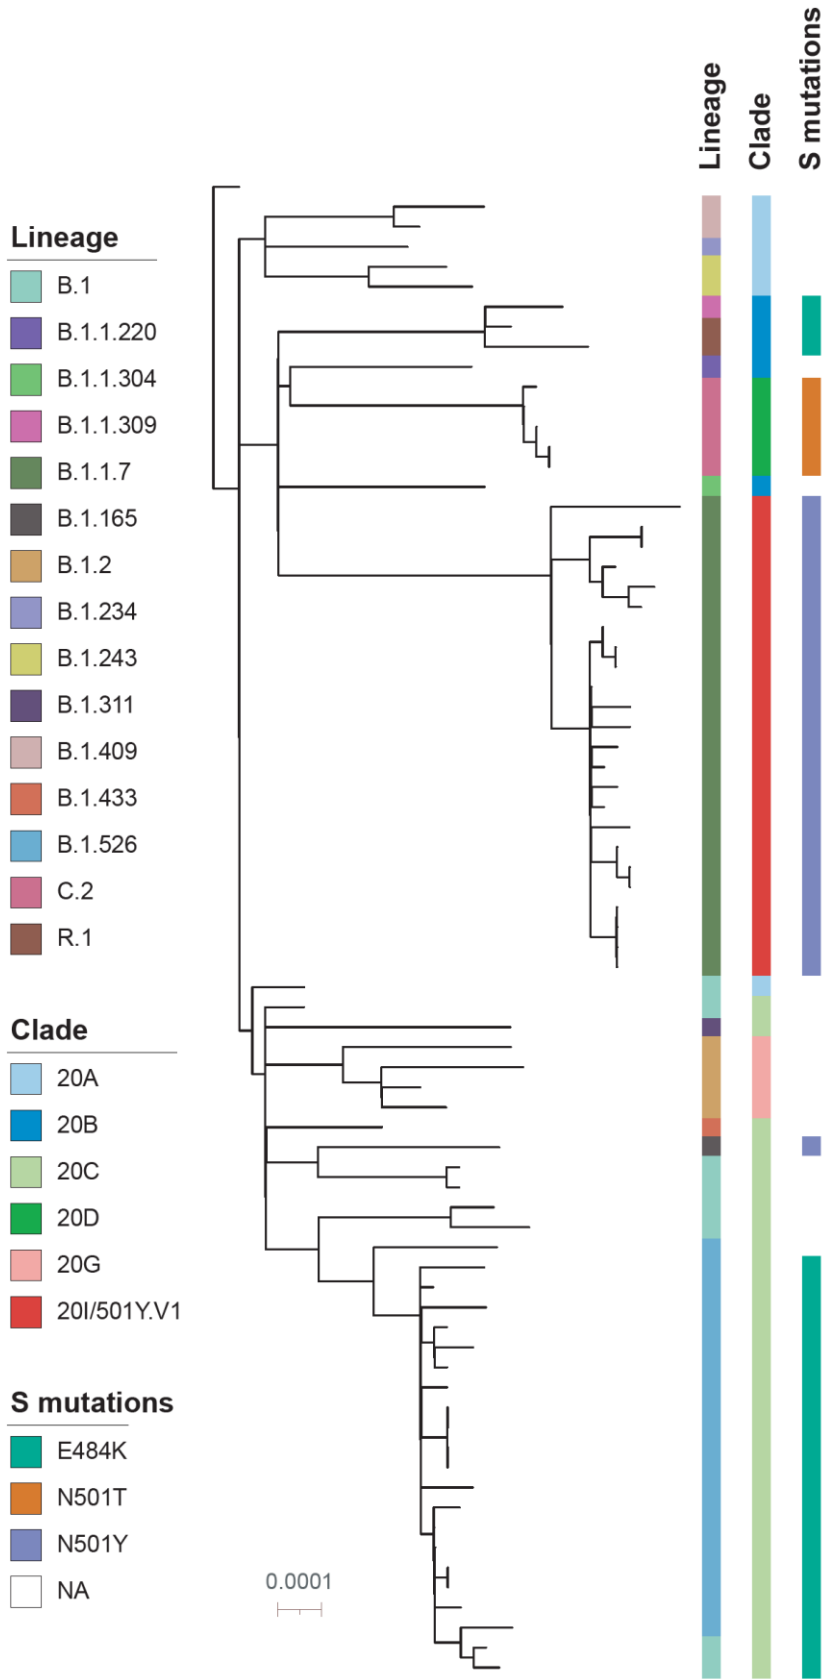 Lineage
Clade
S mutations
Lineage
B.1
B.1.1.220
B.1.1.304
B.1.1.309
B.1.1.7
B.1.165
B.1.2
B.1.234
B.1.243
B.1.311
B.1.409
B.1.433
B.1.526
C.2
R.1
Clade
20A
20B
20C
20D
20G
20I/501Y.V1
S mutations
E484K
N501T
N501Y
NA
0.0001